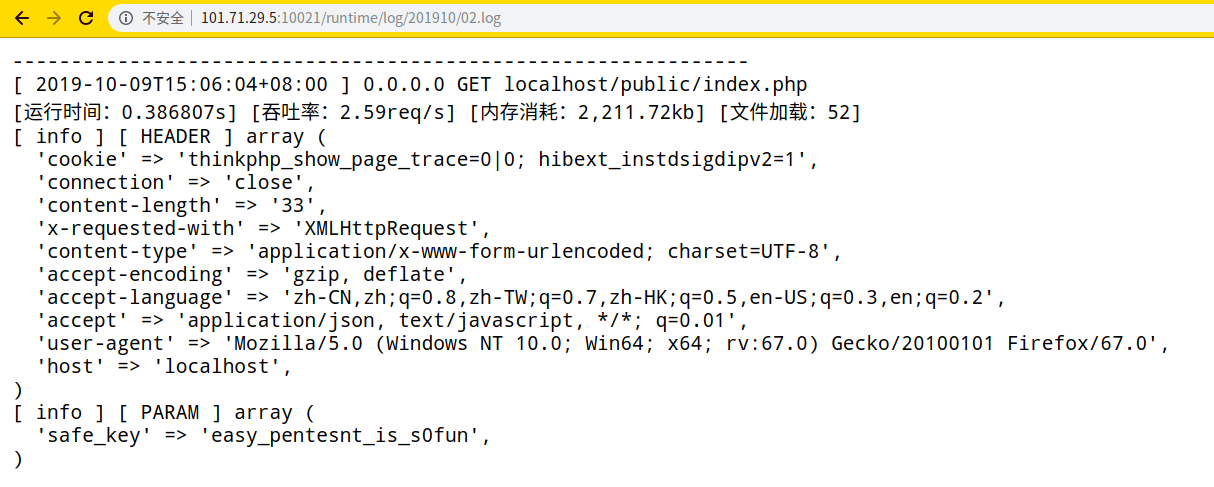 不安全 | 101.71.29.5:10021/runtime/log/201910/02.log
---------------------------------------------------------------
[ 2019-10-09T15:06:04+08:00 ] 0.0.0.0 GET localhost/public/index.php
[运行时间：0.386807s] [吞吐率：2.59req/s] [内存消耗：2,211.72kb] [文件加载：52]
[ info ] [ HEADER ] array (
  'cookie' => 'thinkphp_show_page_trace=0|0; hibext_instdsigdipv2=1',
  'connection' => 'close',
  'content-length' => '33',
  'x-requested-with' => 'XMLHttpRequest',
  'content-type' => 'application/x-www-form-urlencoded; charset=UTF-8',
  'accept-encoding' => 'gzip, deflate',
  'accept-language' => 'zh-CN,zh;q=0.8,zh-TW;q=0.7,zh-HK;q=0.5,en-US;q=0.3,en;q=0.2',
  'accept' => 'application/json, text/javascript, */*; q=0.01',
  'user-agent' => 'Mozilla/5.0 (Windows NT 10.0; Win64; x64; rv:67.0) Gecko/20100101 Firefox/67.0',
  'host' => 'localhost',
)
[ info ] [ PARAM ] array (
  'safe_key' => 'easy_pentesnt_is_s0fun',
)